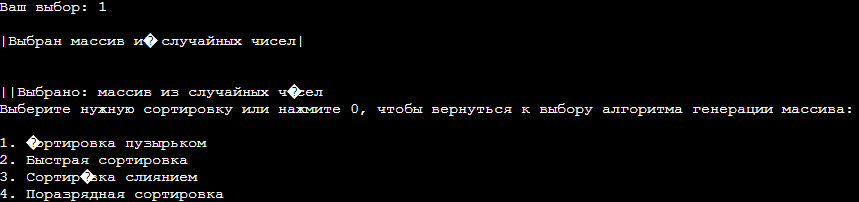 Ваш выбор: 1
|Выбран массив и� случайных чисел|
||Выбрано: массив из случайных ч�сел
Выберите нужную сортировку или нажмите 0, чтобы вернуться к выбору алгоритма генерации массива:
1. �ортировка пузырьком
2. Быстрая сортировка
3. Сортир�вка слиянием
4. Поразрядная сортировка